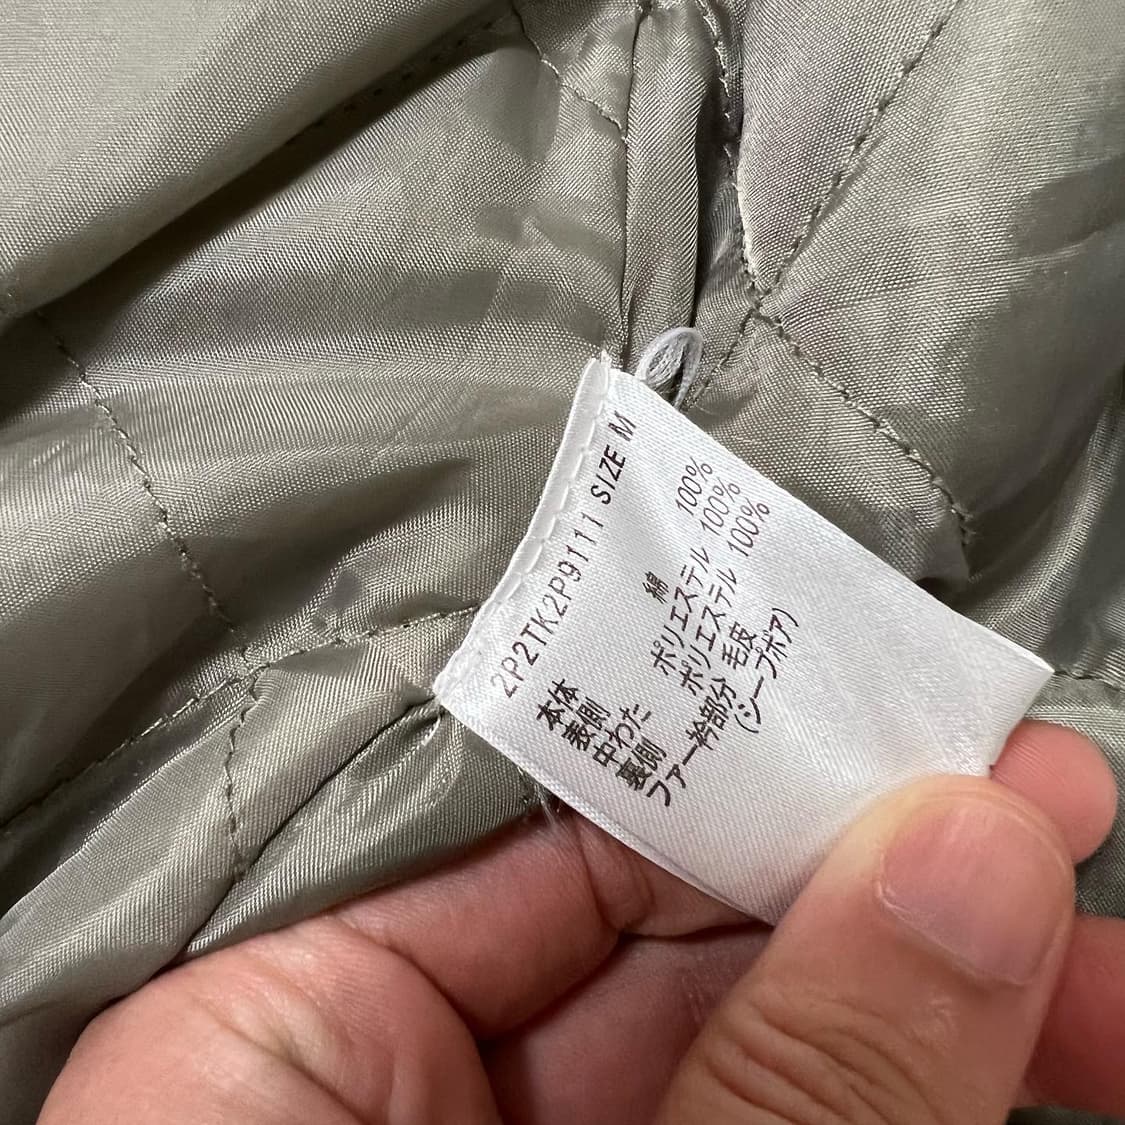 2P2TK2P9111 SIZE M
本体
表側 綿 100%
中わた ポリエステル 100%
裏側 ポリエステル 100%
ファー衿部分 毛皮
(シープボア)